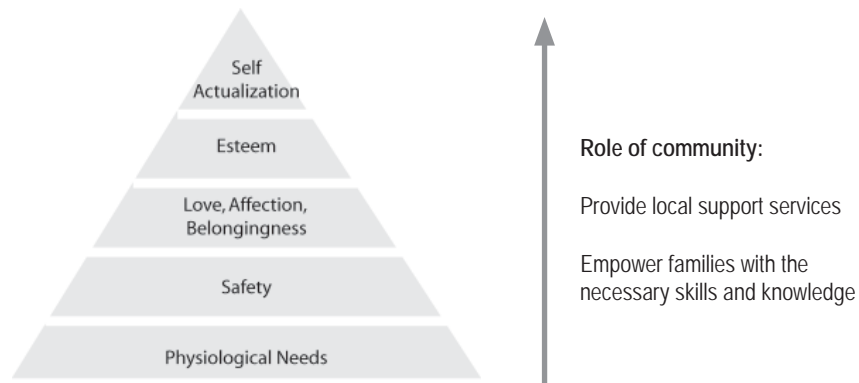 Self
Actualization
Esteem
Love, Affection,
Belongingness
Safety
Physiological Needs
Role of community:
Provide local support services
Empower families with the
necessary skills and knowledge